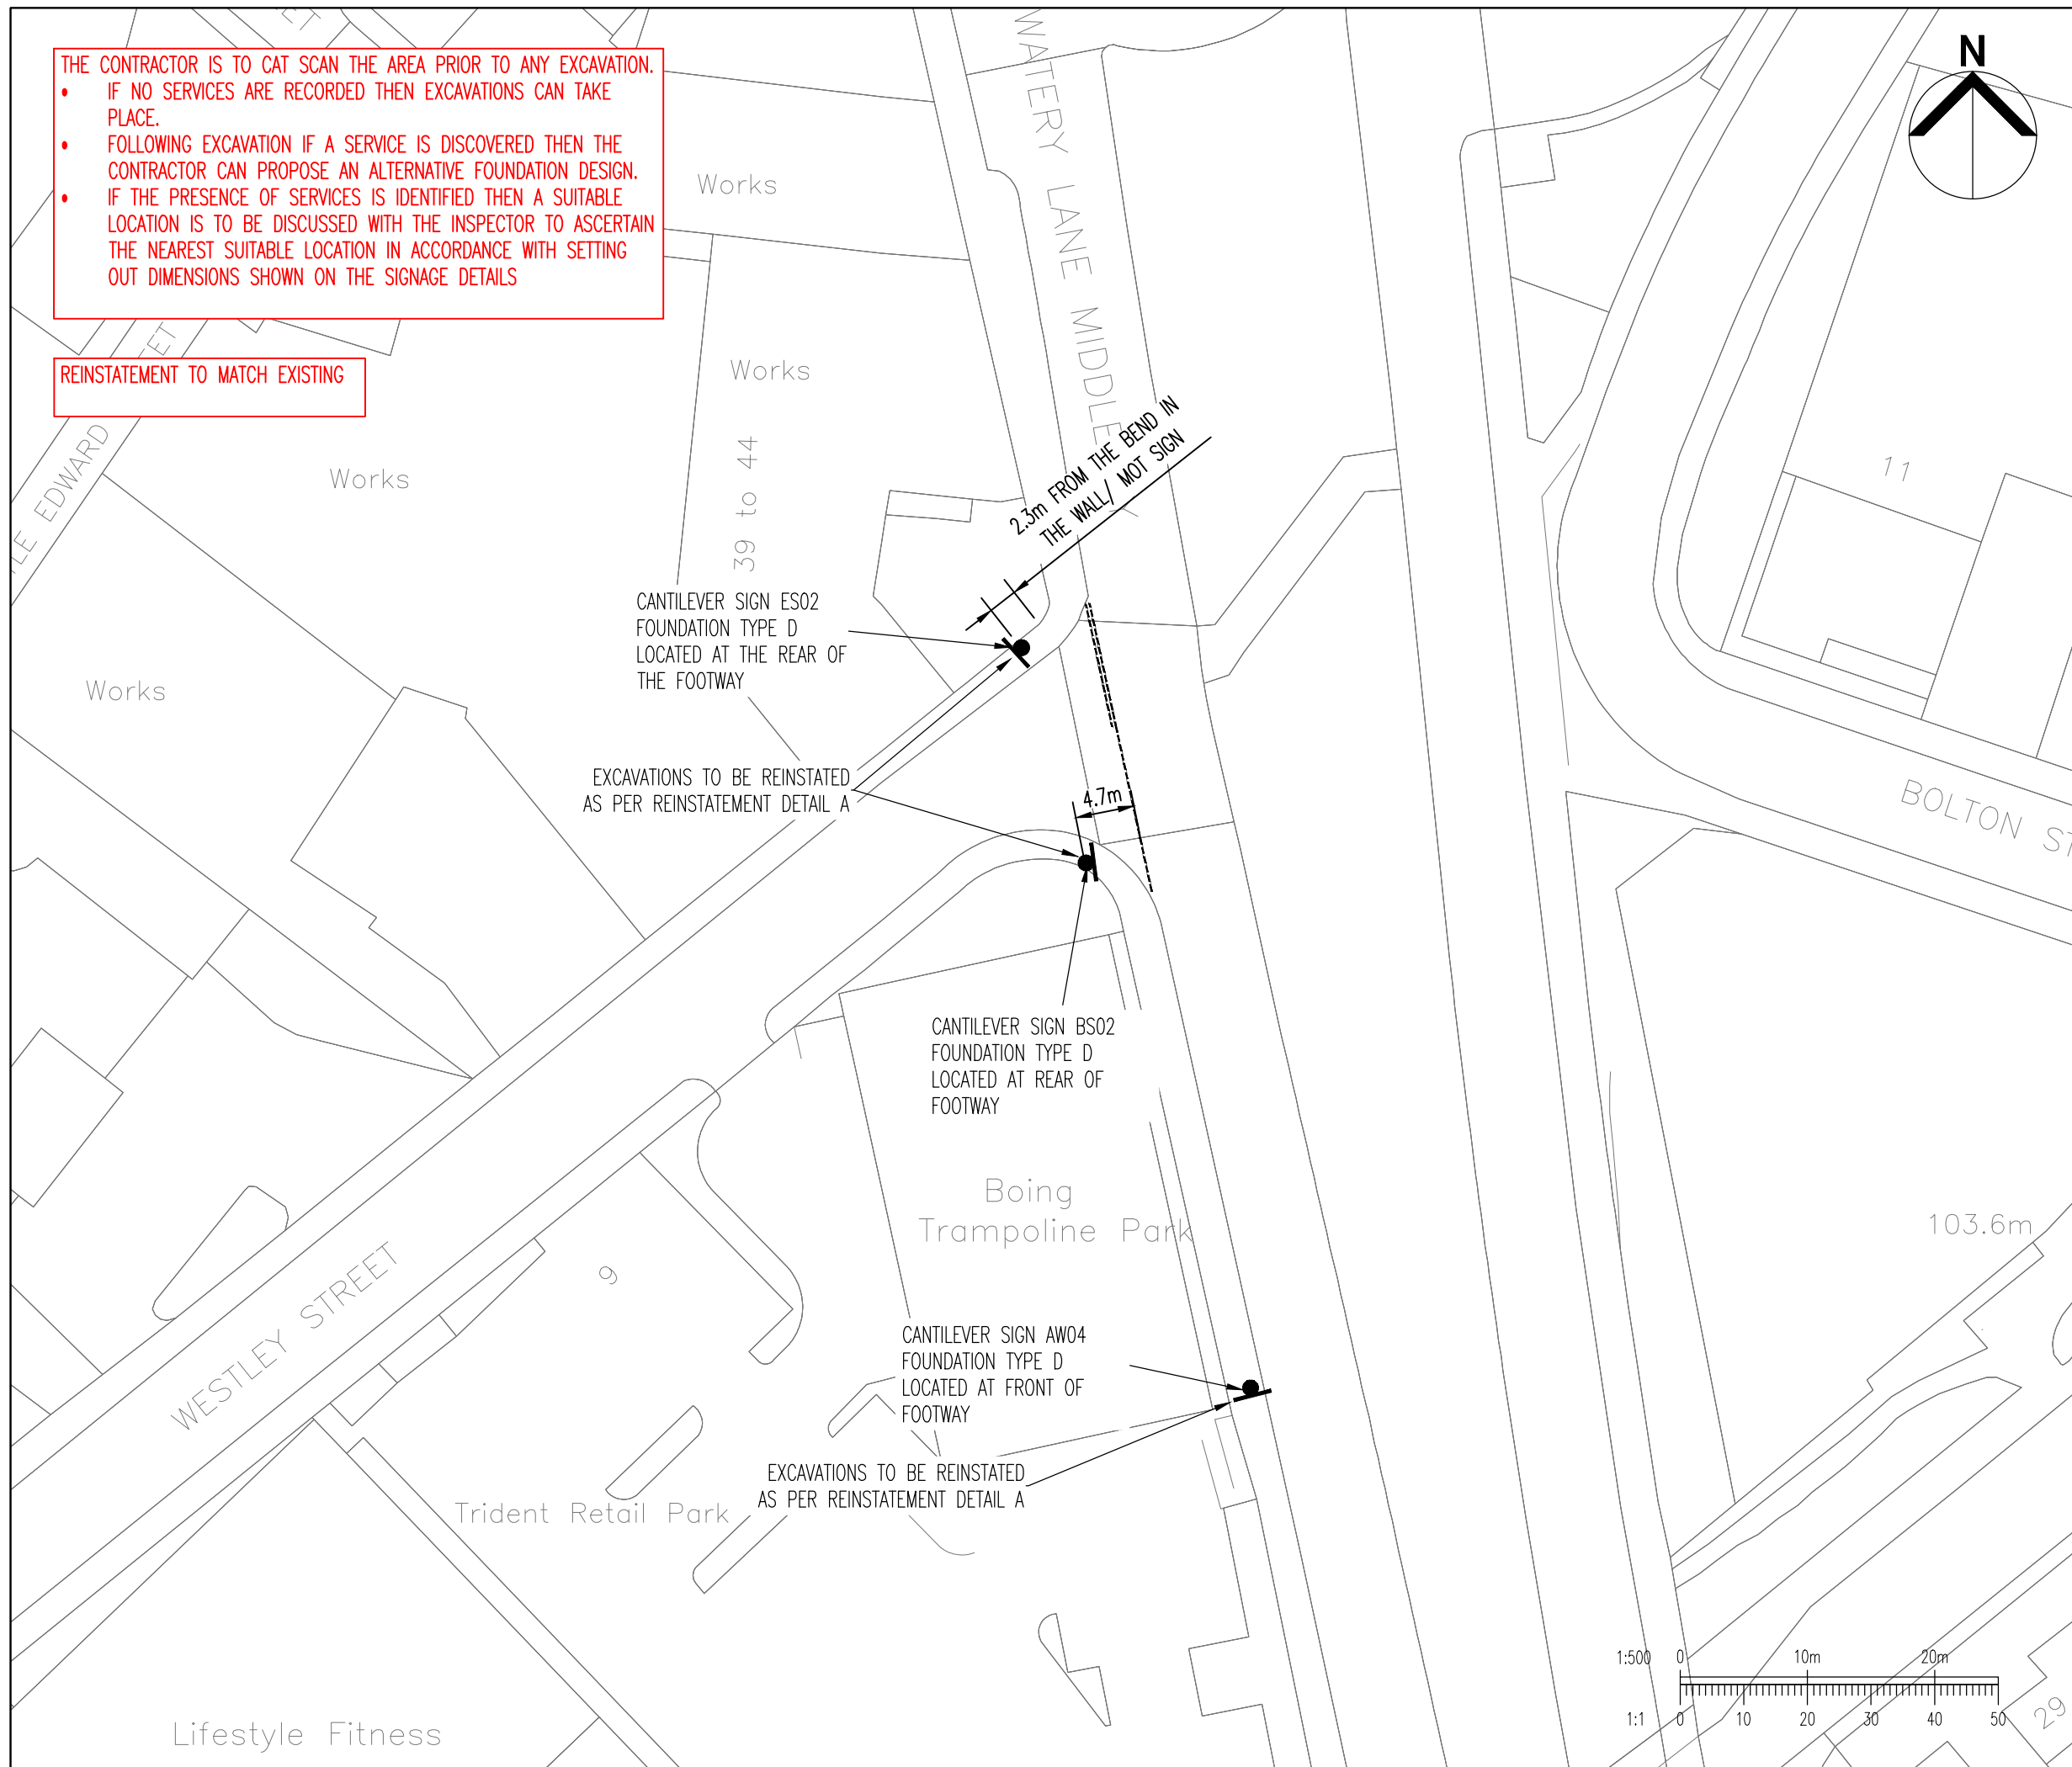 THE CONTRACTOR IS TO CAT SCAN THE AREA PRIOR TO ANY EXCAVATION.
• IF NO SERVICES ARE RECORDED THEN EXCAVATIONS CAN TAKE
PLACE.
• FOLLOWING EXCAVATION IF A SERVICE IS DISCOVERED THEN THE
CONTRACTOR CAN PROPOSE AN ALTERNATIVE FOUNDATION DESIGN.
• IF THE PRESENCE OF SERVICES IS IDENTIFIED THEN A SUITABLE
LOCATION IS TO BE DISCUSSED WITH THE INSPECTOR TO ASCERTAIN
THE NEAREST SUITABLE LOCATION IN ACCORDANCE WITH SETTING
OUT DIMENSIONS SHOWN ON THE SIGNAGE DETAILS
REINSTATEMENT TO MATCH EXISTING
N
WATERY LANE MIDDLEWAY
Works
Works
Works
Works
39 to 44
EDWARD
11
2.3m FROM THE BEND IN
THE WALL/ MOT SIGN
CANTILEVER SIGN ES02
FOUNDATION TYPE D
LOCATED AT THE REAR OF
THE FOOTWAY
EXCAVATIONS TO BE REINSTATED
AS PER REINSTATEMENT DETAIL A
4.7m
BOLTON ST
CANTILEVER SIGN BS02
FOUNDATION TYPE D
LOCATED AT REAR OF
FOOTWAY
Boing
Trampoline Park
103.6m
9
WESTLEY STREET
CANTILEVER SIGN AW04
FOUNDATION TYPE D
LOCATED AT FRONT OF
FOOTWAY
EXCAVATIONS TO BE REINSTATED
AS PER REINSTATEMENT DETAIL A
Trident Retail Park
Lifestyle Fitness
1:500 0 10m 20m
1:1 0 10 20 30 40 50
29